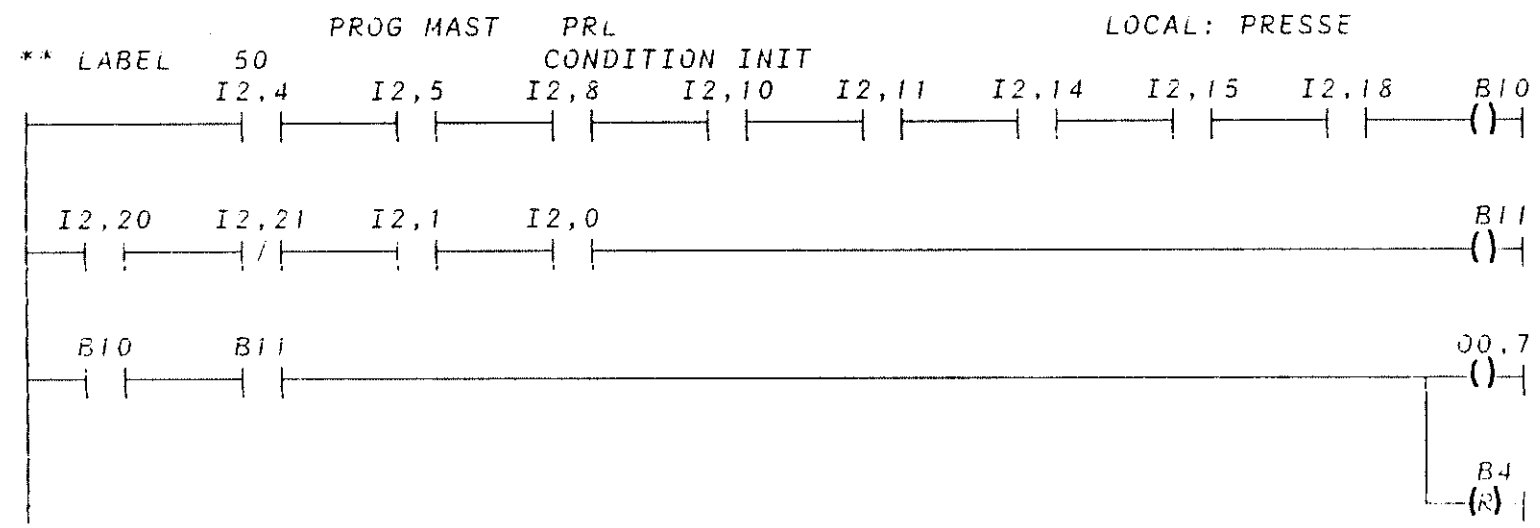 PROG MAST PRL LOCAL: PRESSE
** LABEL 50 CONDITION INIT
I2,4 I2,5 I2,8 I2,10 I2,11 I2,14 I2,15 I2,18 B10
( )
I2,20 I2,21 I2,1 I2,0 B11
/ ( )
B10 B11 O0,7
( )
B4
(R)